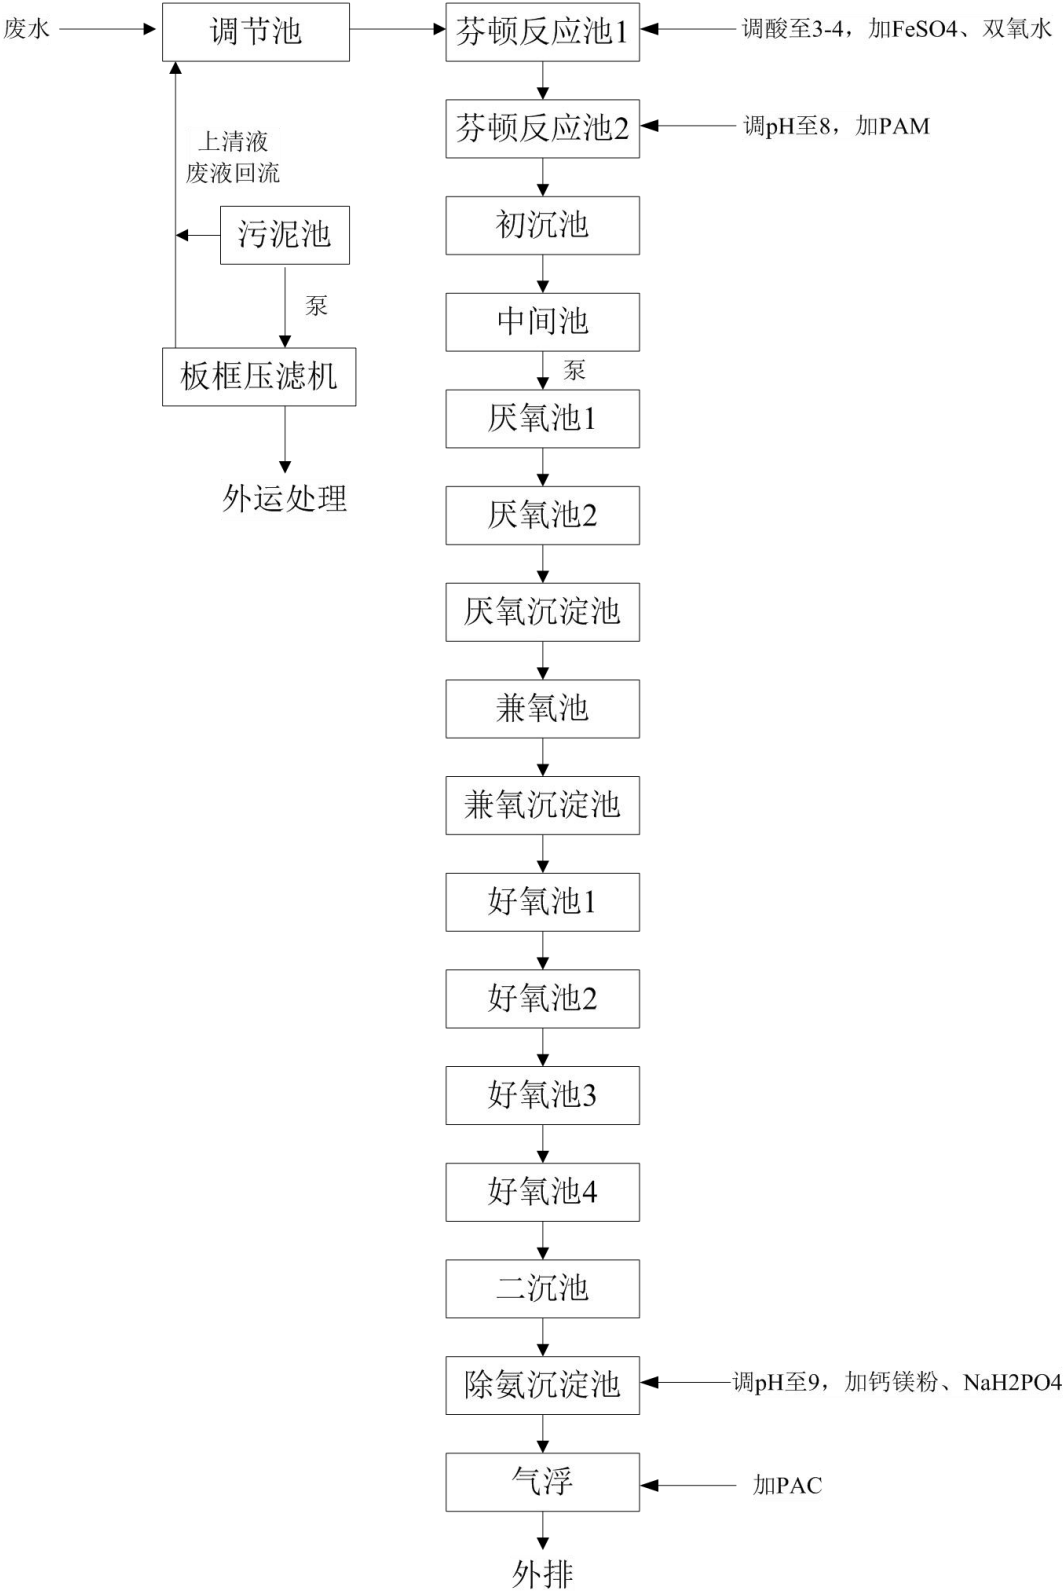 废水
调节池
芬顿反应池1
调酸至3-4，加FeSO4、双氧水
芬顿反应池2
调pH至8，加PAM
上清液
废液回流
污泥池
初沉池
泵
中间池
板框压滤机
泵
厌氧池1
外运处理
厌氧池2
厌氧沉淀池
兼氧池
兼氧沉淀池
好氧池1
好氧池2
好氧池3
好氧池4
二沉池
除氨沉淀池
调pH至9，加钙镁粉、NaH2PO4
气浮
加PAC
外排